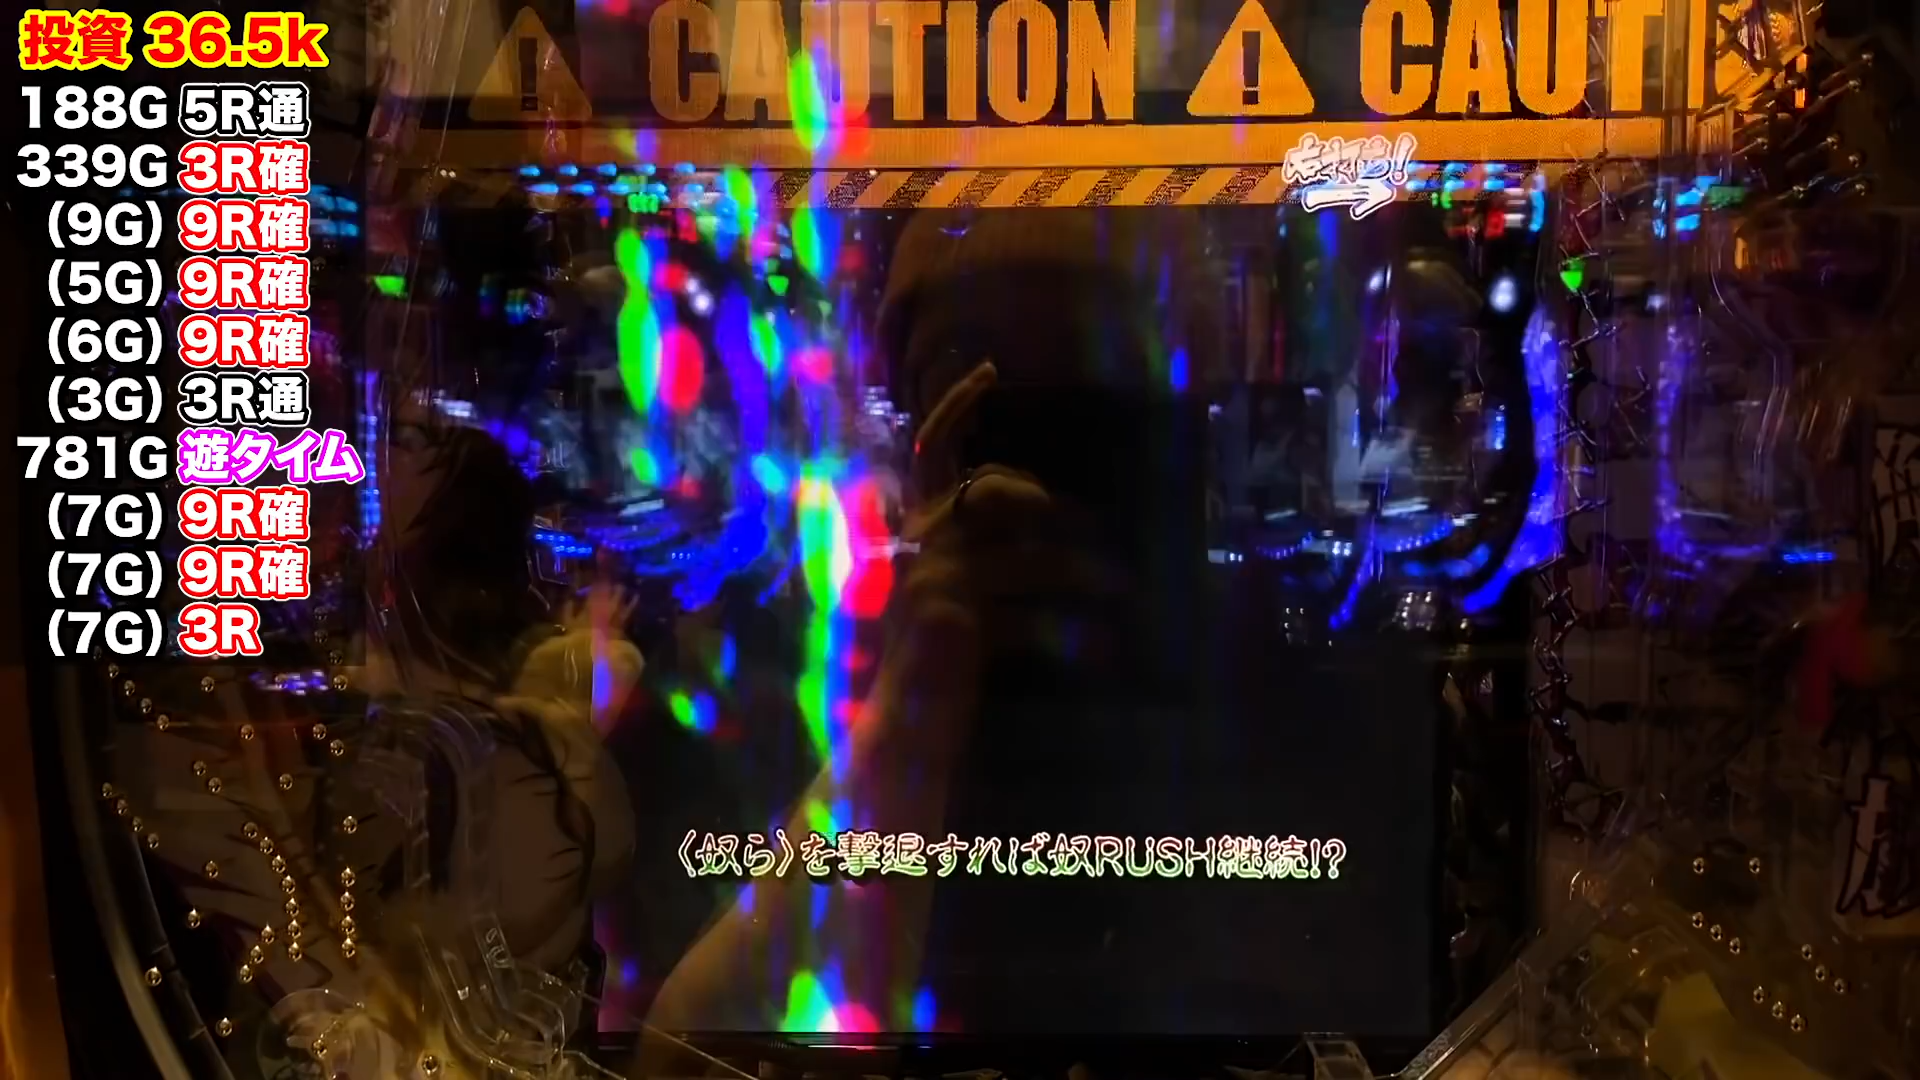 投資 36.5k
188G 5R通
339G 3R確
(9G) 9R確
(5G) 9R確
(6G) 9R確
(3G) 3R通
781G 遊タイム
(7G) 9R確
(7G) 9R確
(7G) 3R
CAUTION CAUTI
右打ち!
〈奴ら〉を撃退すれば奴RUSH継続!?